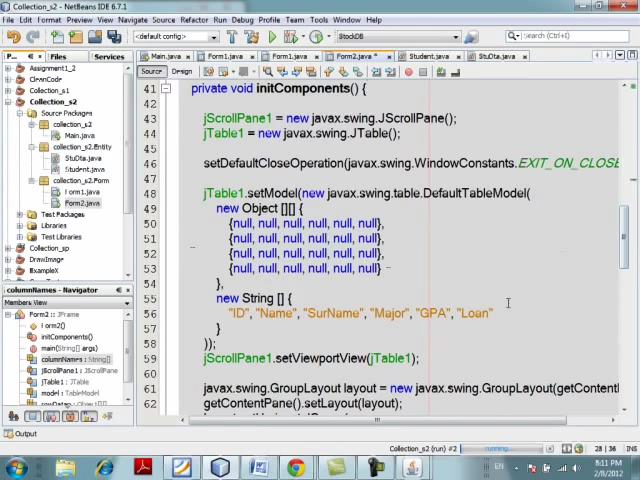 Collection_s2 - NetBeans IDE 6.7.1
File Edit View Navigate Source Refactor Run Debug Profile Team Tools Window Help
<default config> StockDB Search (Ctrl+I)
P... Main.java Form1.java Form1.java Form2.java * Student.java StuDta.java
Source Design
Assignment1_2
CleanCode
Collection_s1
Collection_s2
Source Packages
collection_s2
Main.java
collection_s2.Entity
StuDta.java
Student.java
collection_s2.Form
Form1.java
Form2.java
Test Packages
Libraries
Test Libraries
Collection_sp
DrawImage
ExampleX
columnNames - Navigator
Members View
Form2 :: JFrame
Form2()
initComponents()
main(String[] args)
columnNames : String[]
jScrollPane1 : JScrollPane
jTable1 : JTable
model : TableModel
41 private void initComponents() {
42
43 jScrollPane1 = new javax.swing.JScrollPane();
44 jTable1 = new javax.swing.JTable();
45
46 setDefaultCloseOperation(javax.swing.WindowConstants.EXIT_ON_CLOSE
47
48 jTable1.setModel(new javax.swing.table.DefaultTableModel(
49 new Object [][] {
50 {null, null, null, null, null, null},
51 {null, null, null, null, null, null},
52 {null, null, null, null, null, null},
53 {null, null, null, null, null, null}
54 },
55 new String [] {
56 "ID", "Name", "SurName", "Major", "GPA", "Loan"
57 }
58 ));
59 jScrollPane1.setViewportView(jTable1);
60
61 javax.swing.GroupLayout layout = new javax.swing.GroupLayout(getContent
62 getContentPane().setLayout(layout);
Output
Collection_s2 (run) #2 running... 28 | 36
EN 8:11 PM
2/8/2012